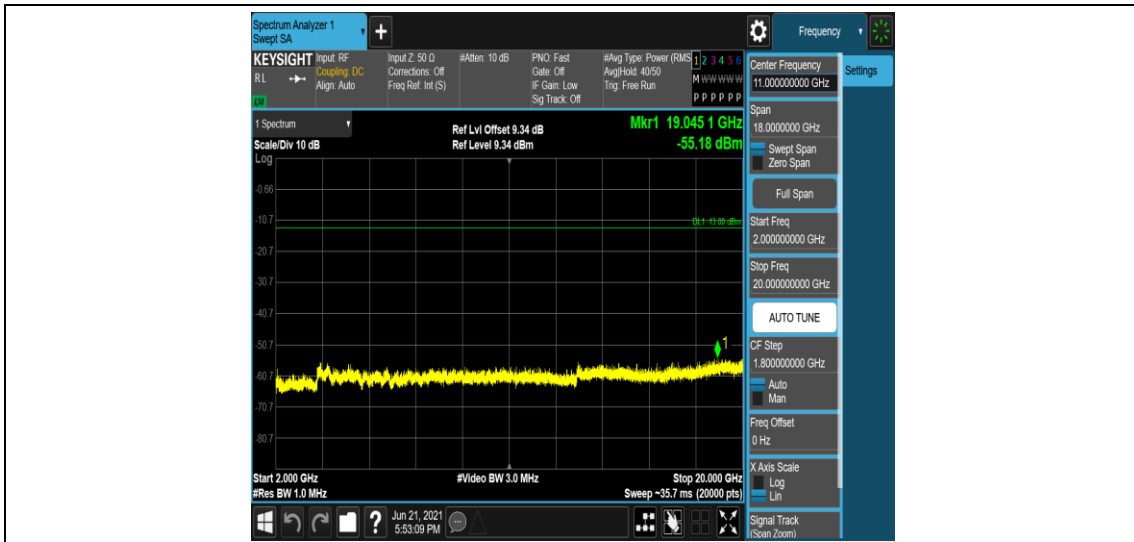 Spectrum Analyzer 1
Swept SA
+
Frequency
KEYSIGHT
RL
LXI
Input: RF
Coupling: DC
Align: Auto
Input Z: 50 Ω
Corrections: Off
Freq Ref: Int (S)
#Atten: 10 dB
PNO: Fast
Gate: Off
IF Gain: Low
Sig Track: Off
#Avg Type: Power (RMS
Avg|Hold: 40/50
Trig: Free Run
1 2 3 4 5 6
M W W W W W
P P P P P P
1 Spectrum
Scale/Div 10 dB
Log
Ref Lvl Offset 9.34 dB
Ref Level 9.34 dBm
Mkr1 19.045 1 GHz
-55.18 dBm
-0.66
-10.7
DL1 -13.00 dBm
-20.7
-30.7
-40.7
-50.7
1
-60.7
-70.7
-80.7
Start 2.000 GHz
#Res BW 1.0 MHz
#Video BW 3.0 MHz
Stop 20.000 GHz
Sweep ~35.7 ms (20000 pts)
Jun 21, 2021
5:53:09 PM
Center Frequency
11.000000000 GHz
Settings
Span
18.0000000 GHz
Swept Span
Zero Span
Full Span
Start Freq
2.000000000 GHz
Stop Freq
20.000000000 GHz
AUTO TUNE
CF Step
1.800000000 GHz
Auto
Man
Freq Offset
0 Hz
X Axis Scale
Log
Lin
Signal Track
(Span Zoom)